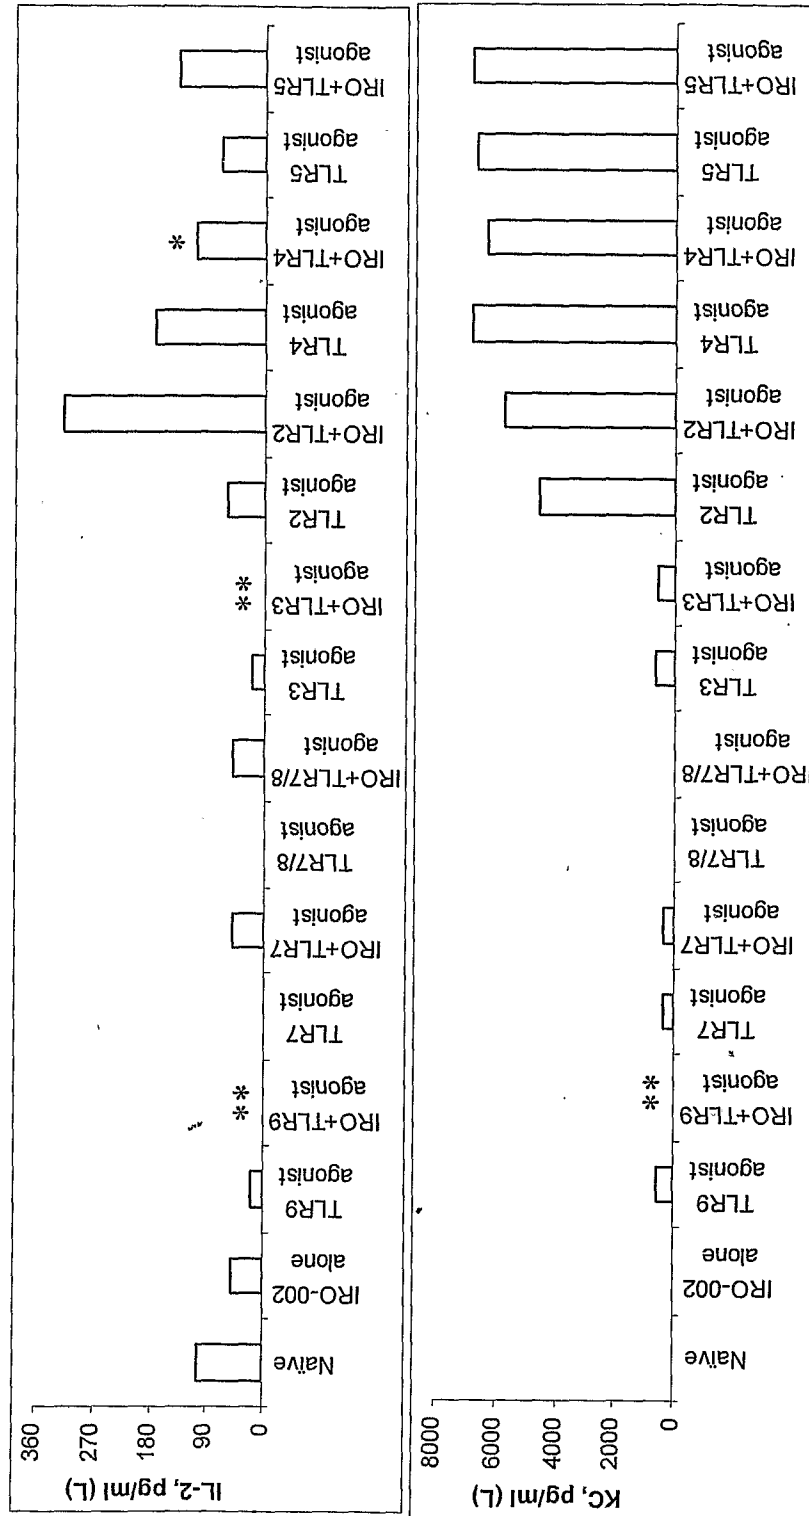 IL-2, pg/ml (L)
360
270
180
90
0
Naïve
IRO-002
alone
TLR9
agonist
**
IRO+TLR9
agonist
TLR7
agonist
IRO+TLR7
agonist
TLR7/8
agonist
IRO+TLR7/8
agonist
TLR3
agonist
**
IRO+TLR3
agonist
TLR2
agonist
IRO+TLR2
agonist
TLR4
agonist
*
IRO+TLR4
agonist
TLR5
agonist
IRO+TLR5
agonist
KC, pg/ml (L)
8000
6000
4000
2000
0
Naïve
IRO-002
alone
TLR9
agonist
**
IRO+TLR9
agonist
TLR7
agonist
IRO+TLR7
agonist
TLR7/8
agonist
IRO+TLR7/8
agonist
TLR3
agonist
IRO+TLR3
agonist
TLR2
agonist
IRO+TLR2
agonist
TLR4
agonist
IRO+TLR4
agonist
TLR5
agonist
IRO+TLR5
agonist